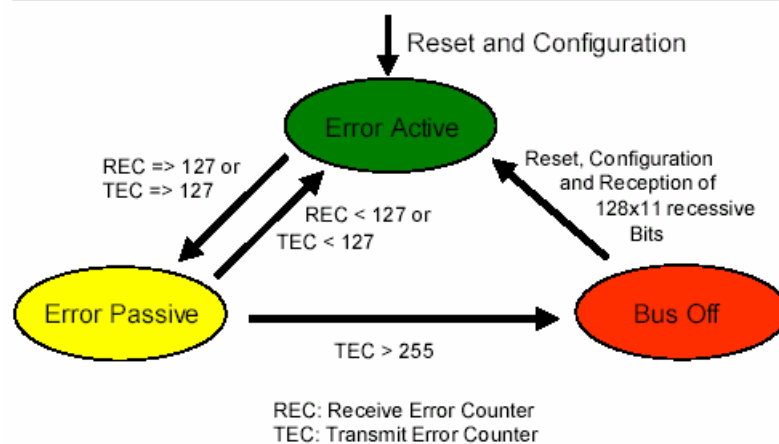 Reset and Configuration
Error Active
REC => 127 or
TEC => 127
Reset, Configuration
and Reception of
128x11 recessive
Bits
REC < 127 or
TEC < 127
Error Passive
Bus Off
TEC > 255
REC: Receive Error Counter
TEC: Transmit Error Counter